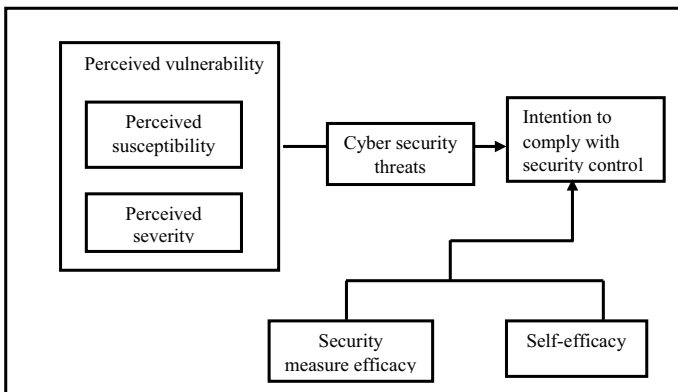 Perceived vulnerability
Perceived
susceptibility
Perceived
severity
Cyber security
threats
Intention to
comply with
security control
Security
measure efficacy
Self-efficacy